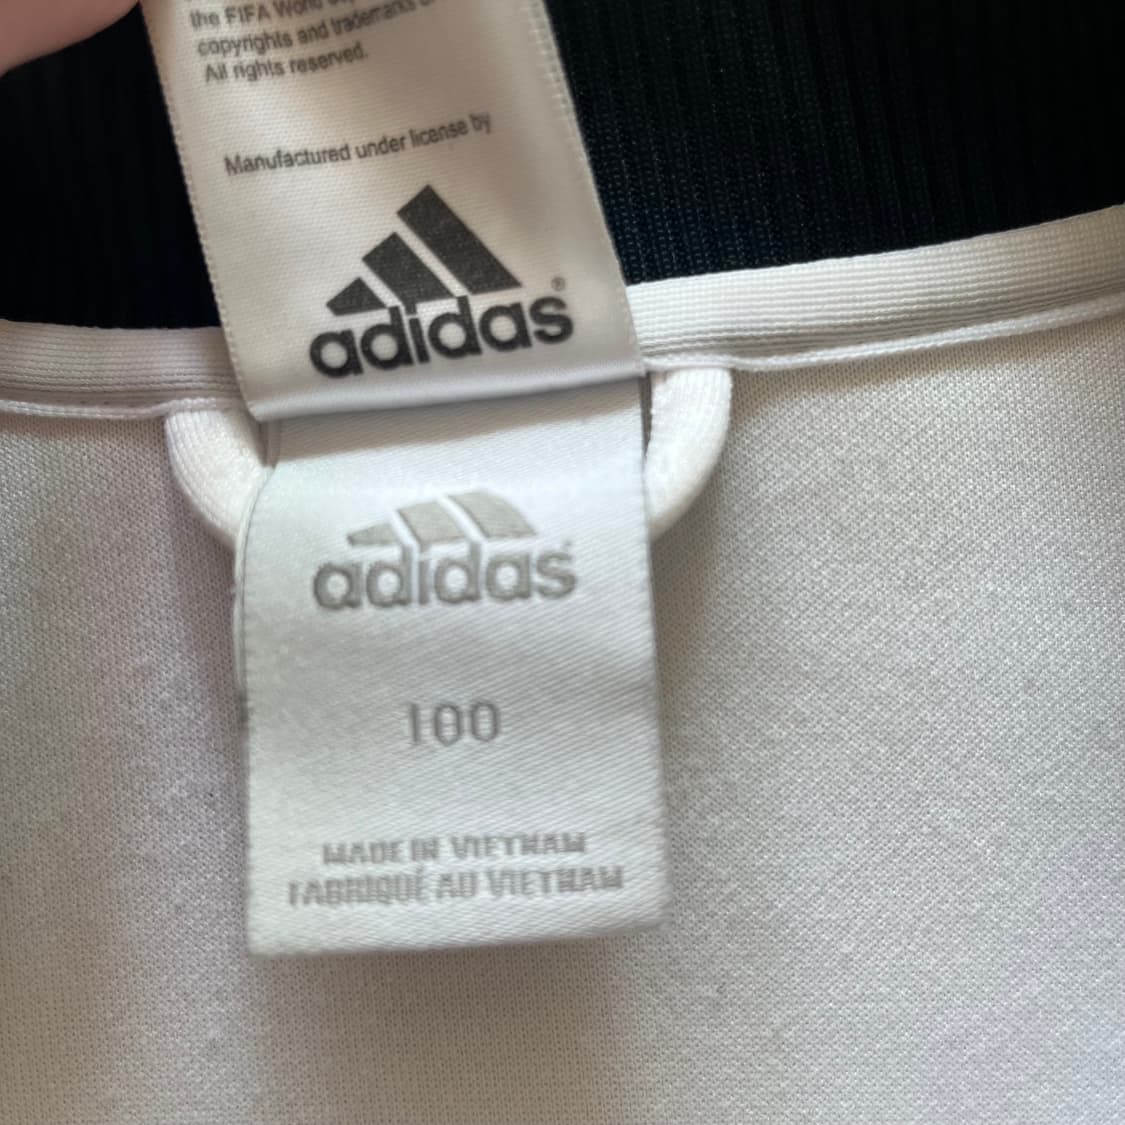 the FIFA World
copyrights and trademarks
All rights reserved.
Manufactured under license by
adidas®
adidas
100
MADE IN VIETNAM
FABRIQUÉ AU VIETNAM